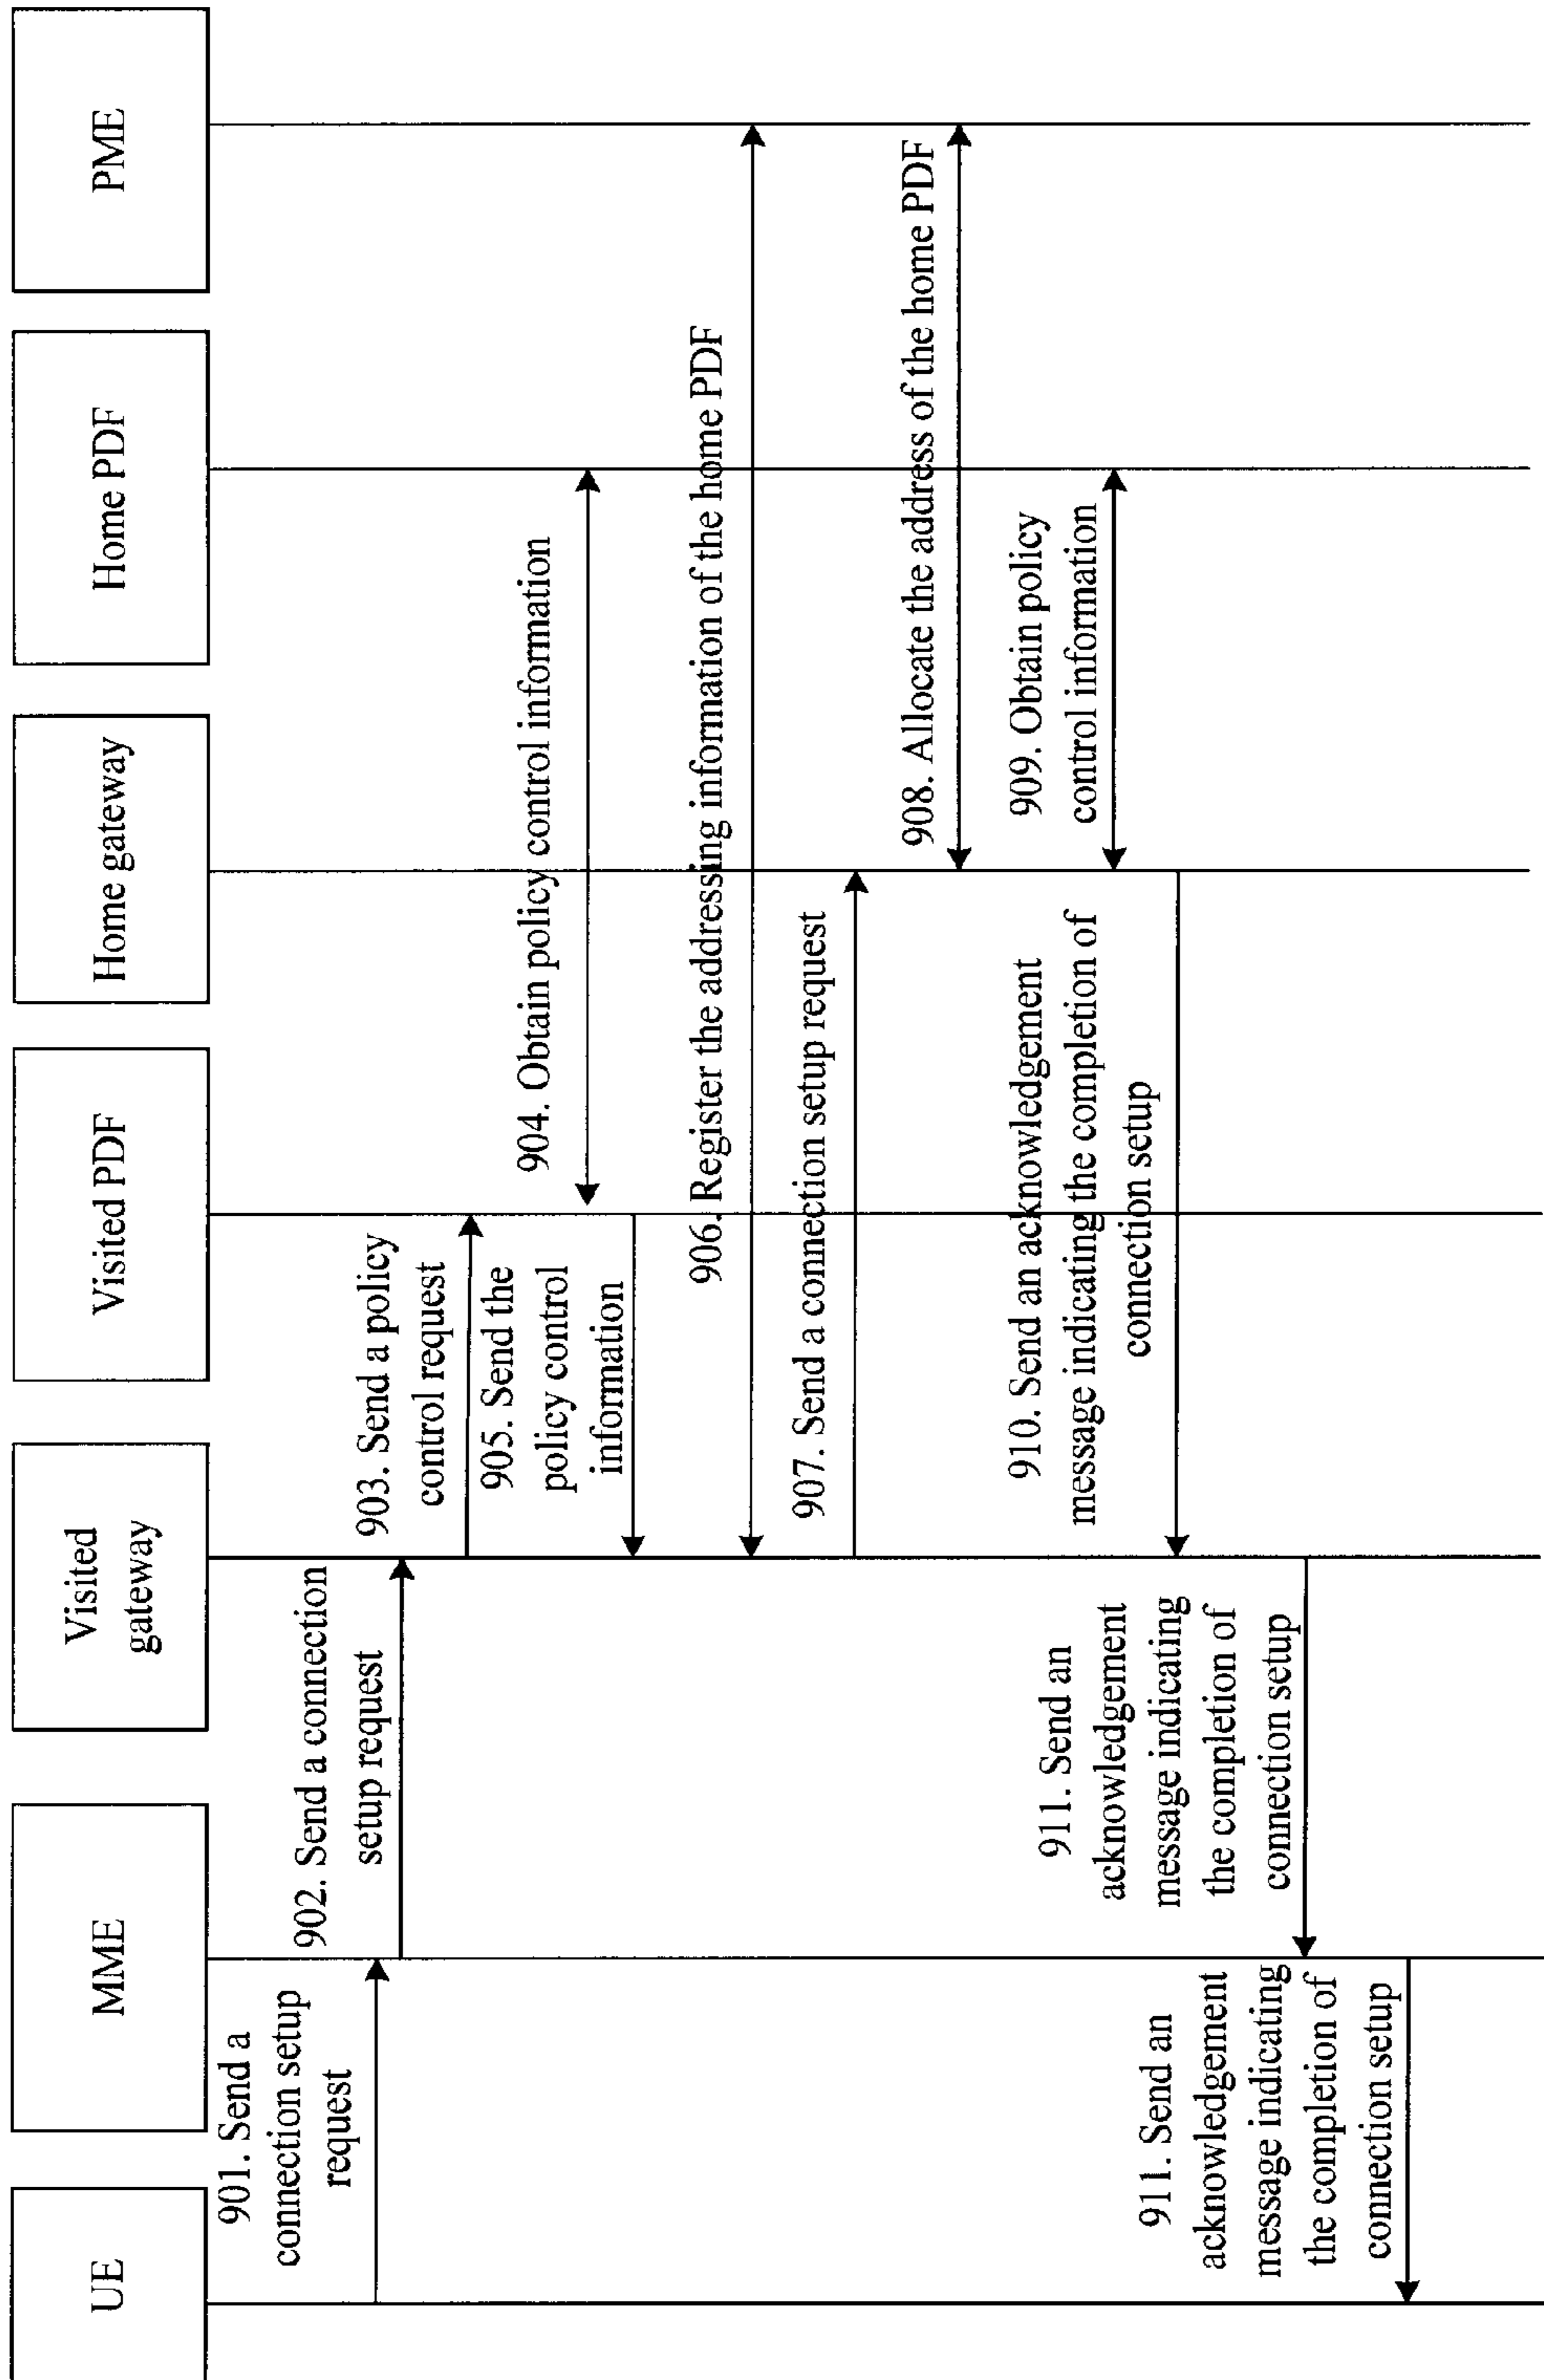 UE
MME
Visited
gateway
Visited PDF
Home gateway
Home PDF
PME
901. Send a
connection setup
request
902. Send a connection
setup request
903. Send a policy
control request
904. Obtain policy control information
905. Send the
policy control
information
906. Register the addressing information of the home PDF
907. Send a connection setup request
908. Allocate the address of the home PDF
909. Obtain policy
control information
910. Send an acknowledgement
message indicating the completion of
connection setup
911. Send an
acknowledgement
message indicating
the completion of
connection setup
911. Send an
acknowledgement
message indicating
the completion of
connection setup